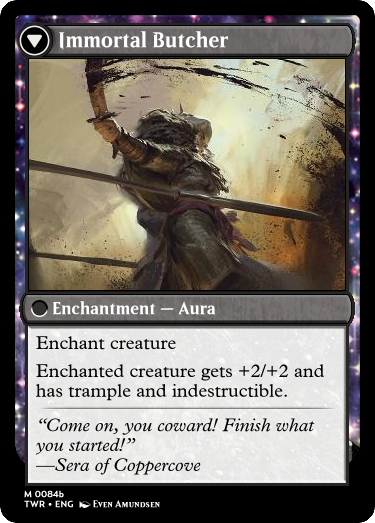 Immortal Butcher
Enchantment — Aura
Enchant creature
Enchanted creature gets +2/+2 and
has trample and indestructible.
“Come on, you coward! Finish what
you started!”
—Sera of Coppercove
M 0084b
TWR • ENG Even Amundsen